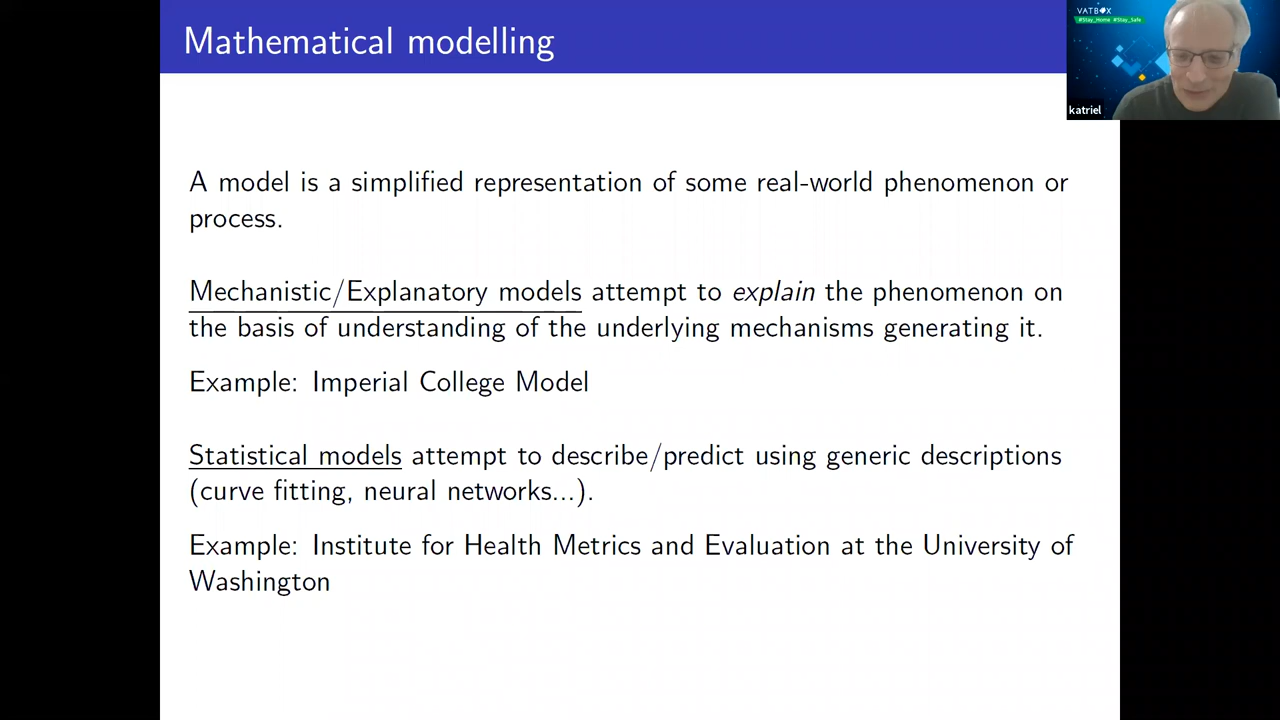 Mathematical modelling
VATBOX
#Stay_Home #Stay_Safe
katriel
A model is a simplified representation of some real-world phenomenon or
process.
Mechanistic/Explanatory models attempt to explain the phenomenon on
the basis of understanding of the underlying mechanisms generating it.
Example: Imperial College Model
Statistical models attempt to describe/predict using generic descriptions
(curve fitting, neural networks...).
Example: Institute for Health Metrics and Evaluation at the University of
Washington